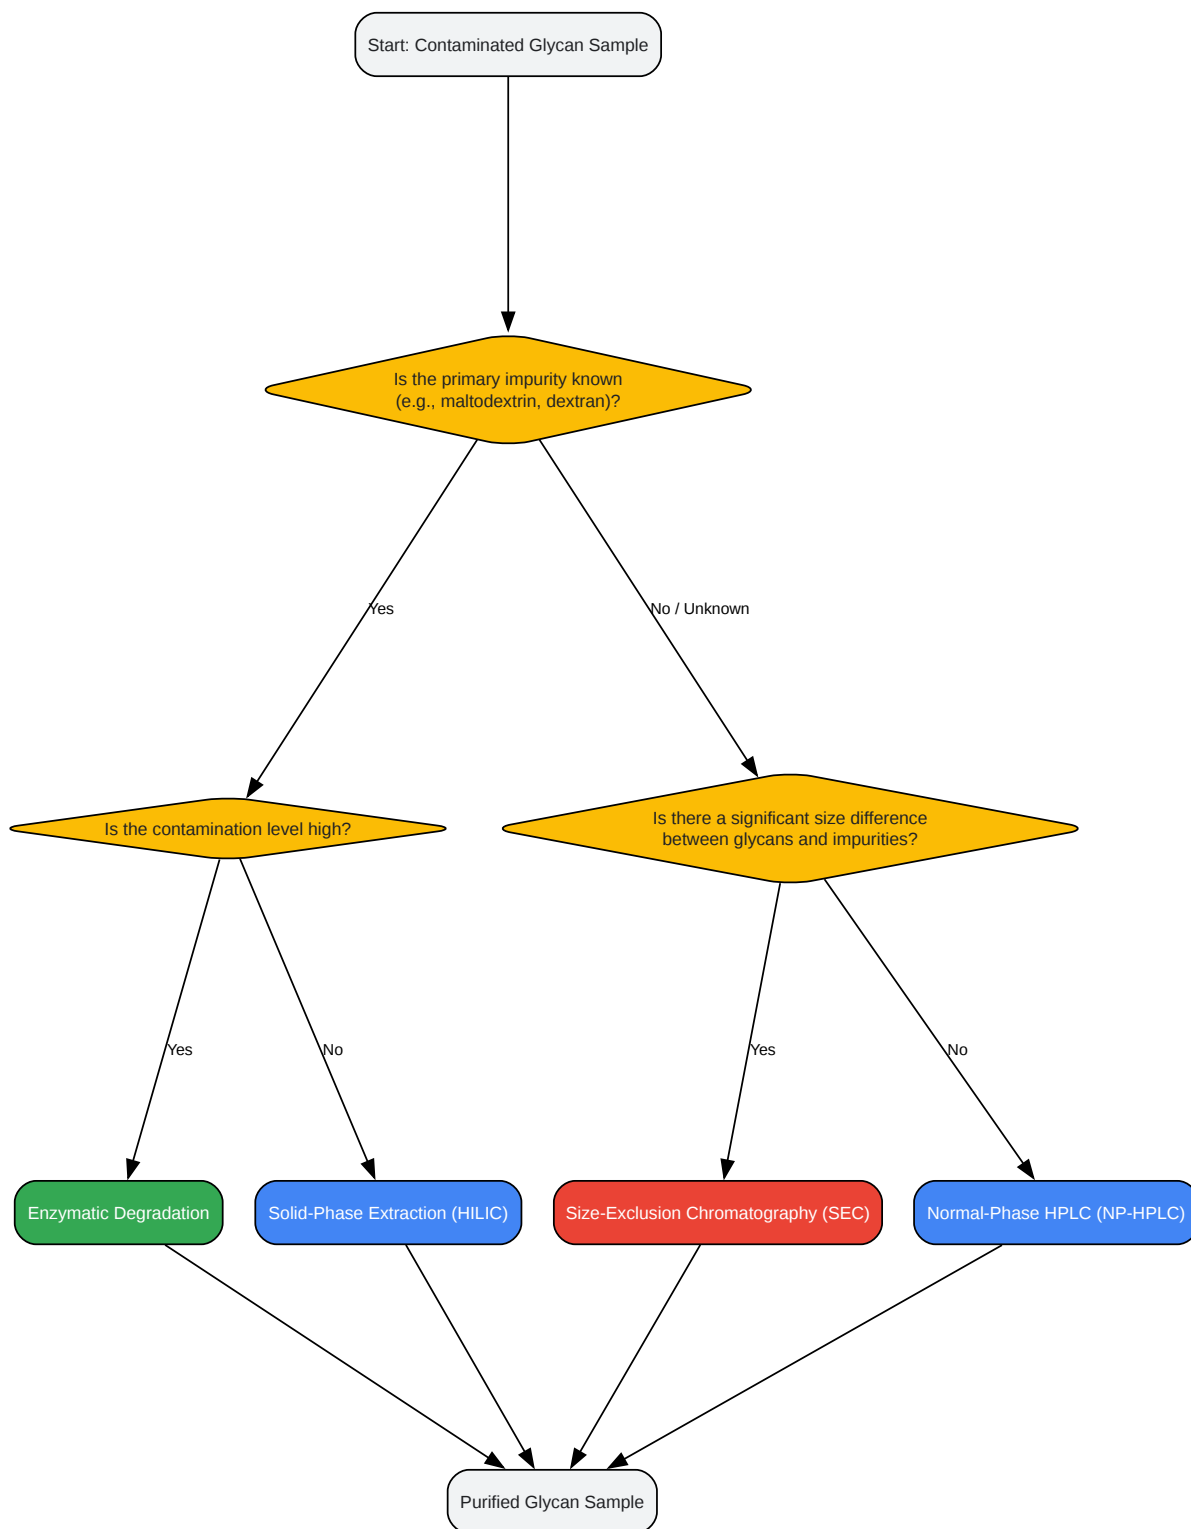 Start: Contaminated Glycan Sample
Is the primary impurity known
(e.g., maltodextrin, dextran)?
Yes
No / Unknown
Is the contamination level high?
Is there a significant size difference
between glycans and impurities?
Yes
No
Yes
No
Enzymatic Degradation
Solid-Phase Extraction (HILIC)
Size-Exclusion Chromatography (SEC)
Normal-Phase HPLC (NP-HPLC)
Purified Glycan Sample